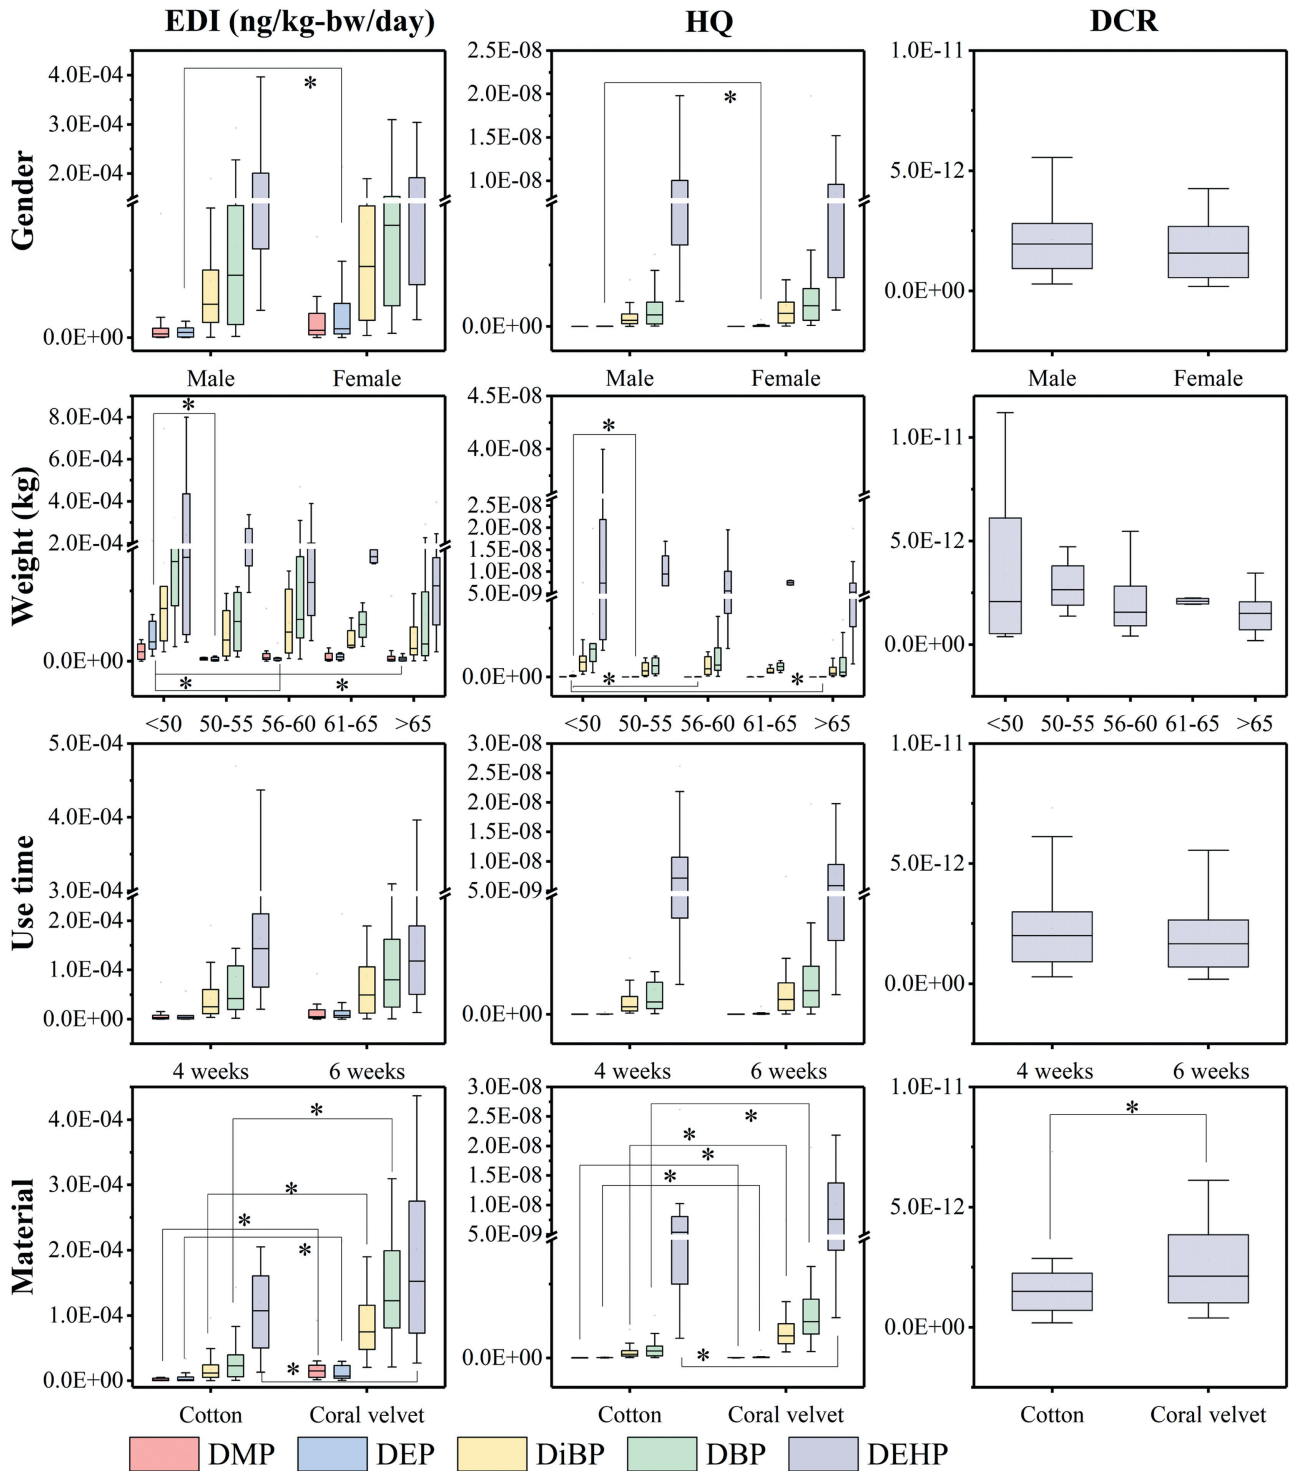 EDI (ng/kg-bw/day) HQ DCR
Gender
4.0E-04
3.0E-04
2.0E-04
0.0E+00
*
Male Female
2.5E-08
2.0E-08
1.5E-08
1.0E-08
0.0E+00
*
Male Female
1.0E-11
5.0E-12
0.0E+00
Male Female
Weight (kg)
8.0E-04
6.0E-04
4.0E-04
2.0E-04
0.0E+00
*
* *
<50 50-55 56-60 61-65 >65
4.5E-08
4.0E-08
2.5E-08
2.0E-08
1.5E-08
1.0E-08
5.0E-09
0.0E+00
*
* *
<50 50-55 56-60 61-65 >65
1.0E-11
5.0E-12
0.0E+00
<50 50-55 56-60 61-65 >65
Use time
5.0E-04
4.0E-04
3.0E-04
2.0E-04
1.0E-04
0.0E+00
4 weeks 6 weeks
3.0E-08
2.5E-08
2.0E-08
1.5E-08
1.0E-08
5.0E-09
0.0E+00
4 weeks 6 weeks
1.0E-11
5.0E-12
0.0E+00
4 weeks 6 weeks
Material
4.0E-04
3.0E-04
2.0E-04
1.0E-04
0.0E+00
*
*
*
*
*
Cotton Coral velvet
3.0E-08
2.5E-08
2.0E-08
1.5E-08
1.0E-08
5.0E-09
0.0E+00
*
*
*
*
*
Cotton Coral velvet
1.0E-11
5.0E-12
0.0E+00
*
Cotton Coral velvet
DMP DEP DiBP DBP DEHP